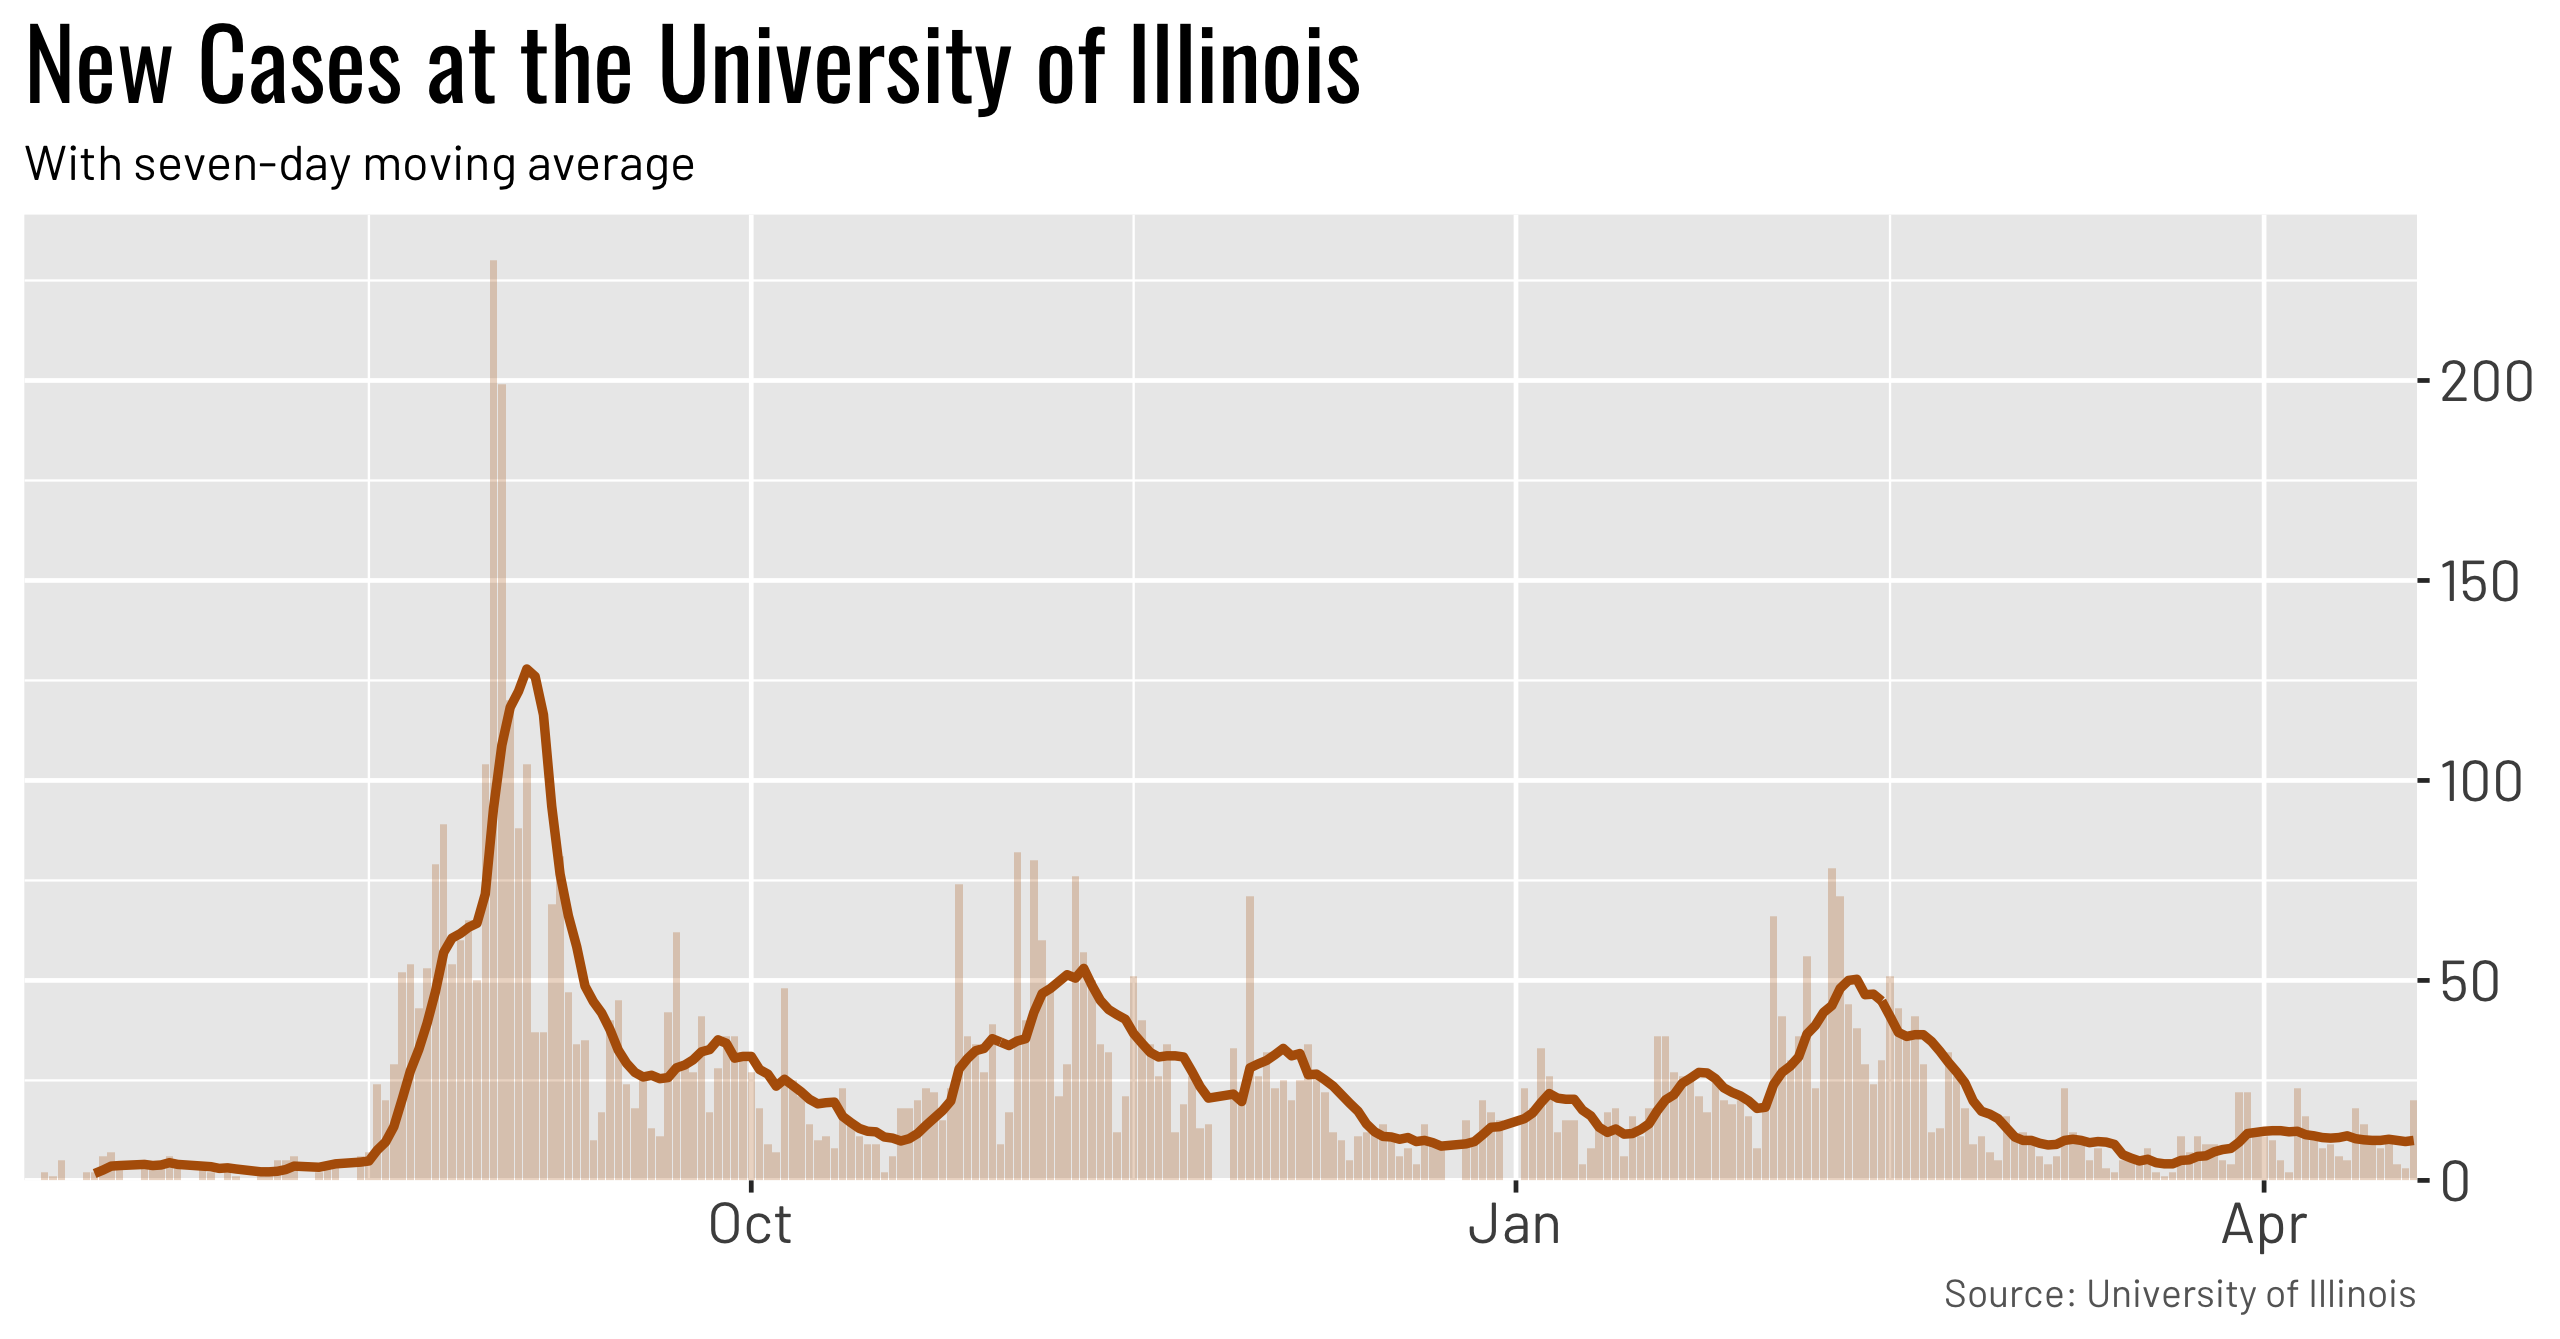 New Cases at the University of Illinois
With seven-day moving average
200
150
100
50
0
Oct
Jan
Apr
Source: University of Illinois